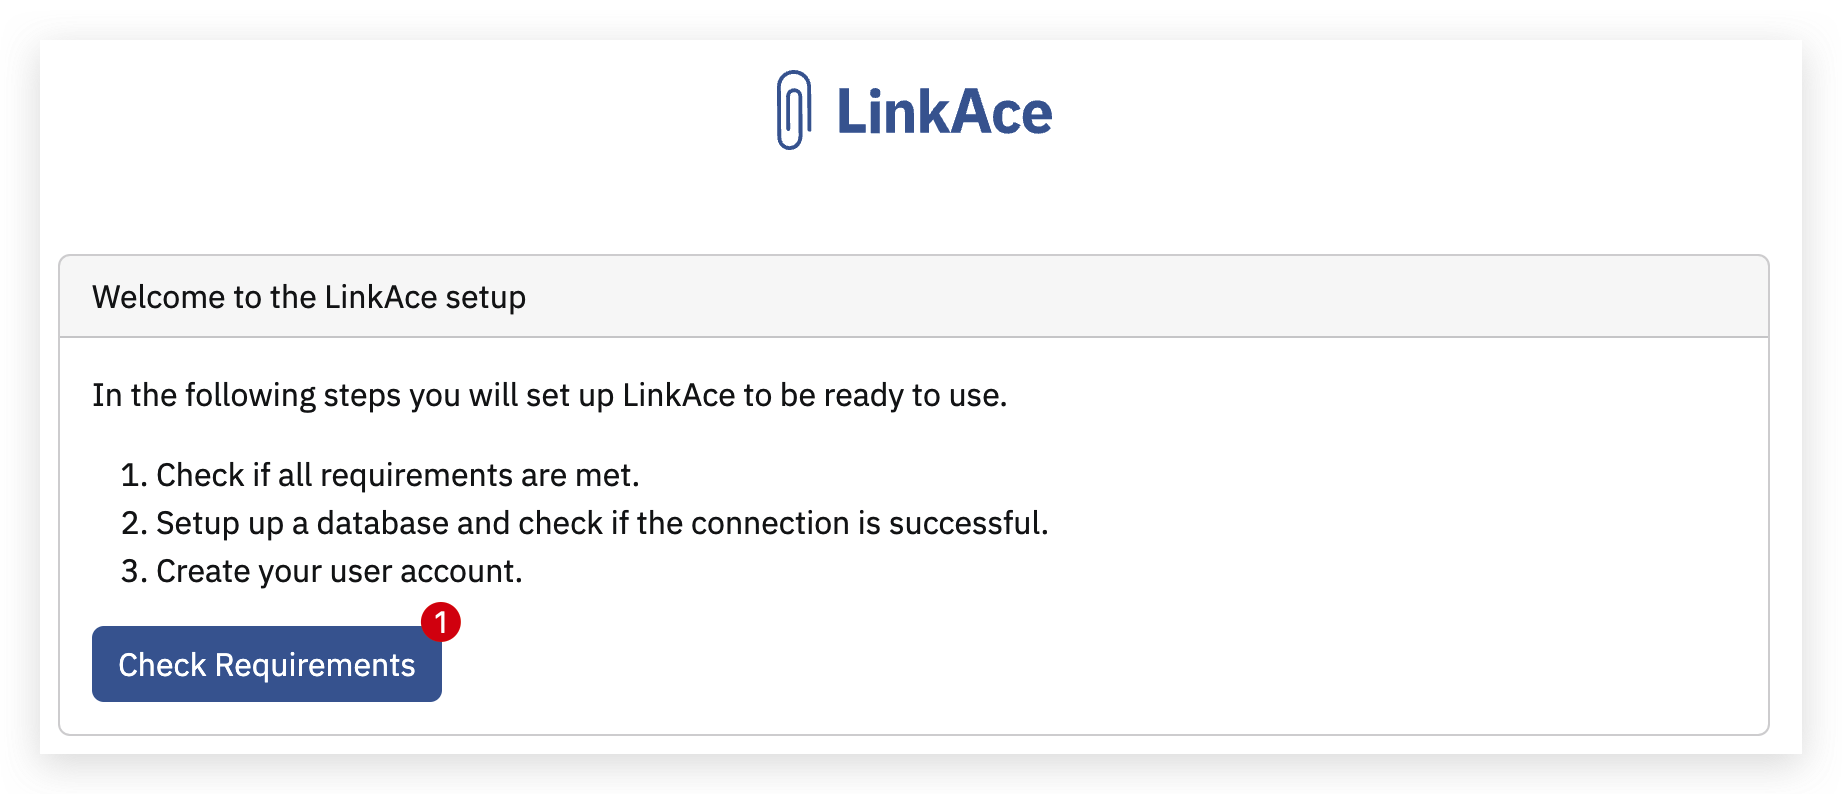 LinkAce
Welcome to the LinkAce setup
In the following steps you will set up LinkAce to be ready to use.
1. Check if all requirements are met.
2. Setup up a database and check if the connection is successful.
3. Create your user account.
1
Check Requirements